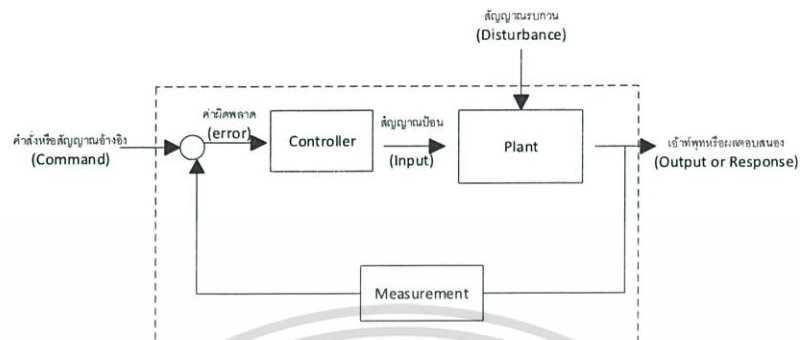 สัญญาณรบกวน
(Disturbance)
คำสั่งหรือสัญญาณอ้างอิง
(Command)
ค่าผิดพลาด
(error)
Controller
สัญญาณป้อน
(Input)
Plant
เอ้าท์พุทหรือผลตอบสนอง
(Output or Response)
Measurement